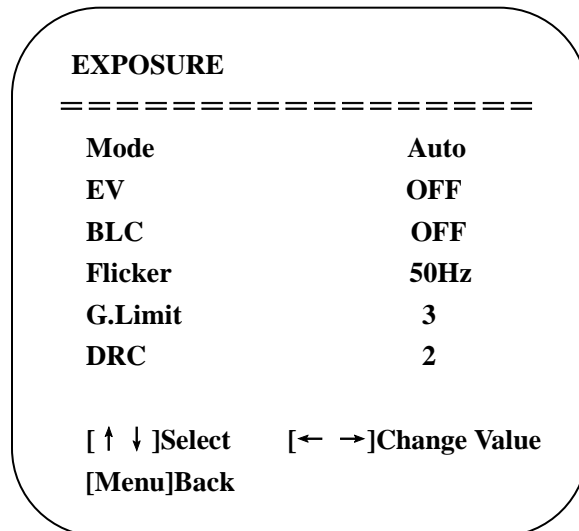 EXPOSURE
=================
Mode Auto
EV OFF
BLC OFF
Flicker 50Hz
G.Limit 3
DRC 2
[↑ ↓]Select [← →]Change Value
[Menu]Back